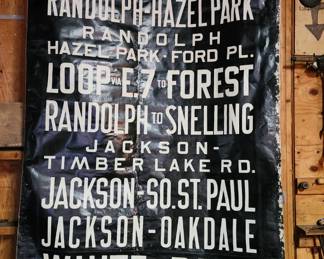 RANDOLPH-HAZEL PARK
RANDOLPH
HAZEL PARK-FORD PL.
LOOP VIA E.7 TO FOREST
RANDOLPH TO SNELLING
JACKSON-
TIMBER LAKE RD.
JACKSON-SO.ST.PAUL
JACKSON-OAKDALE